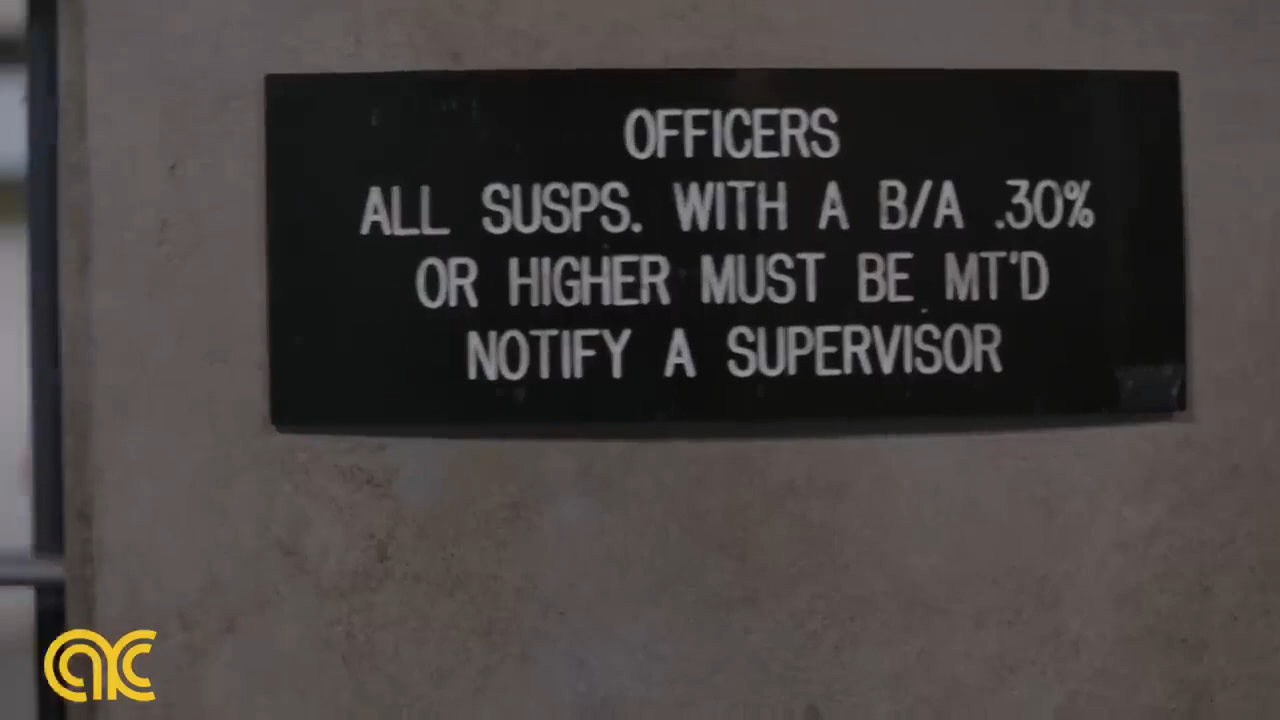 OFFICERS
ALL SUSPS. WITH A B/A .30%
OR HIGHER MUST BE MT'D
NOTIFY A SUPERVISOR